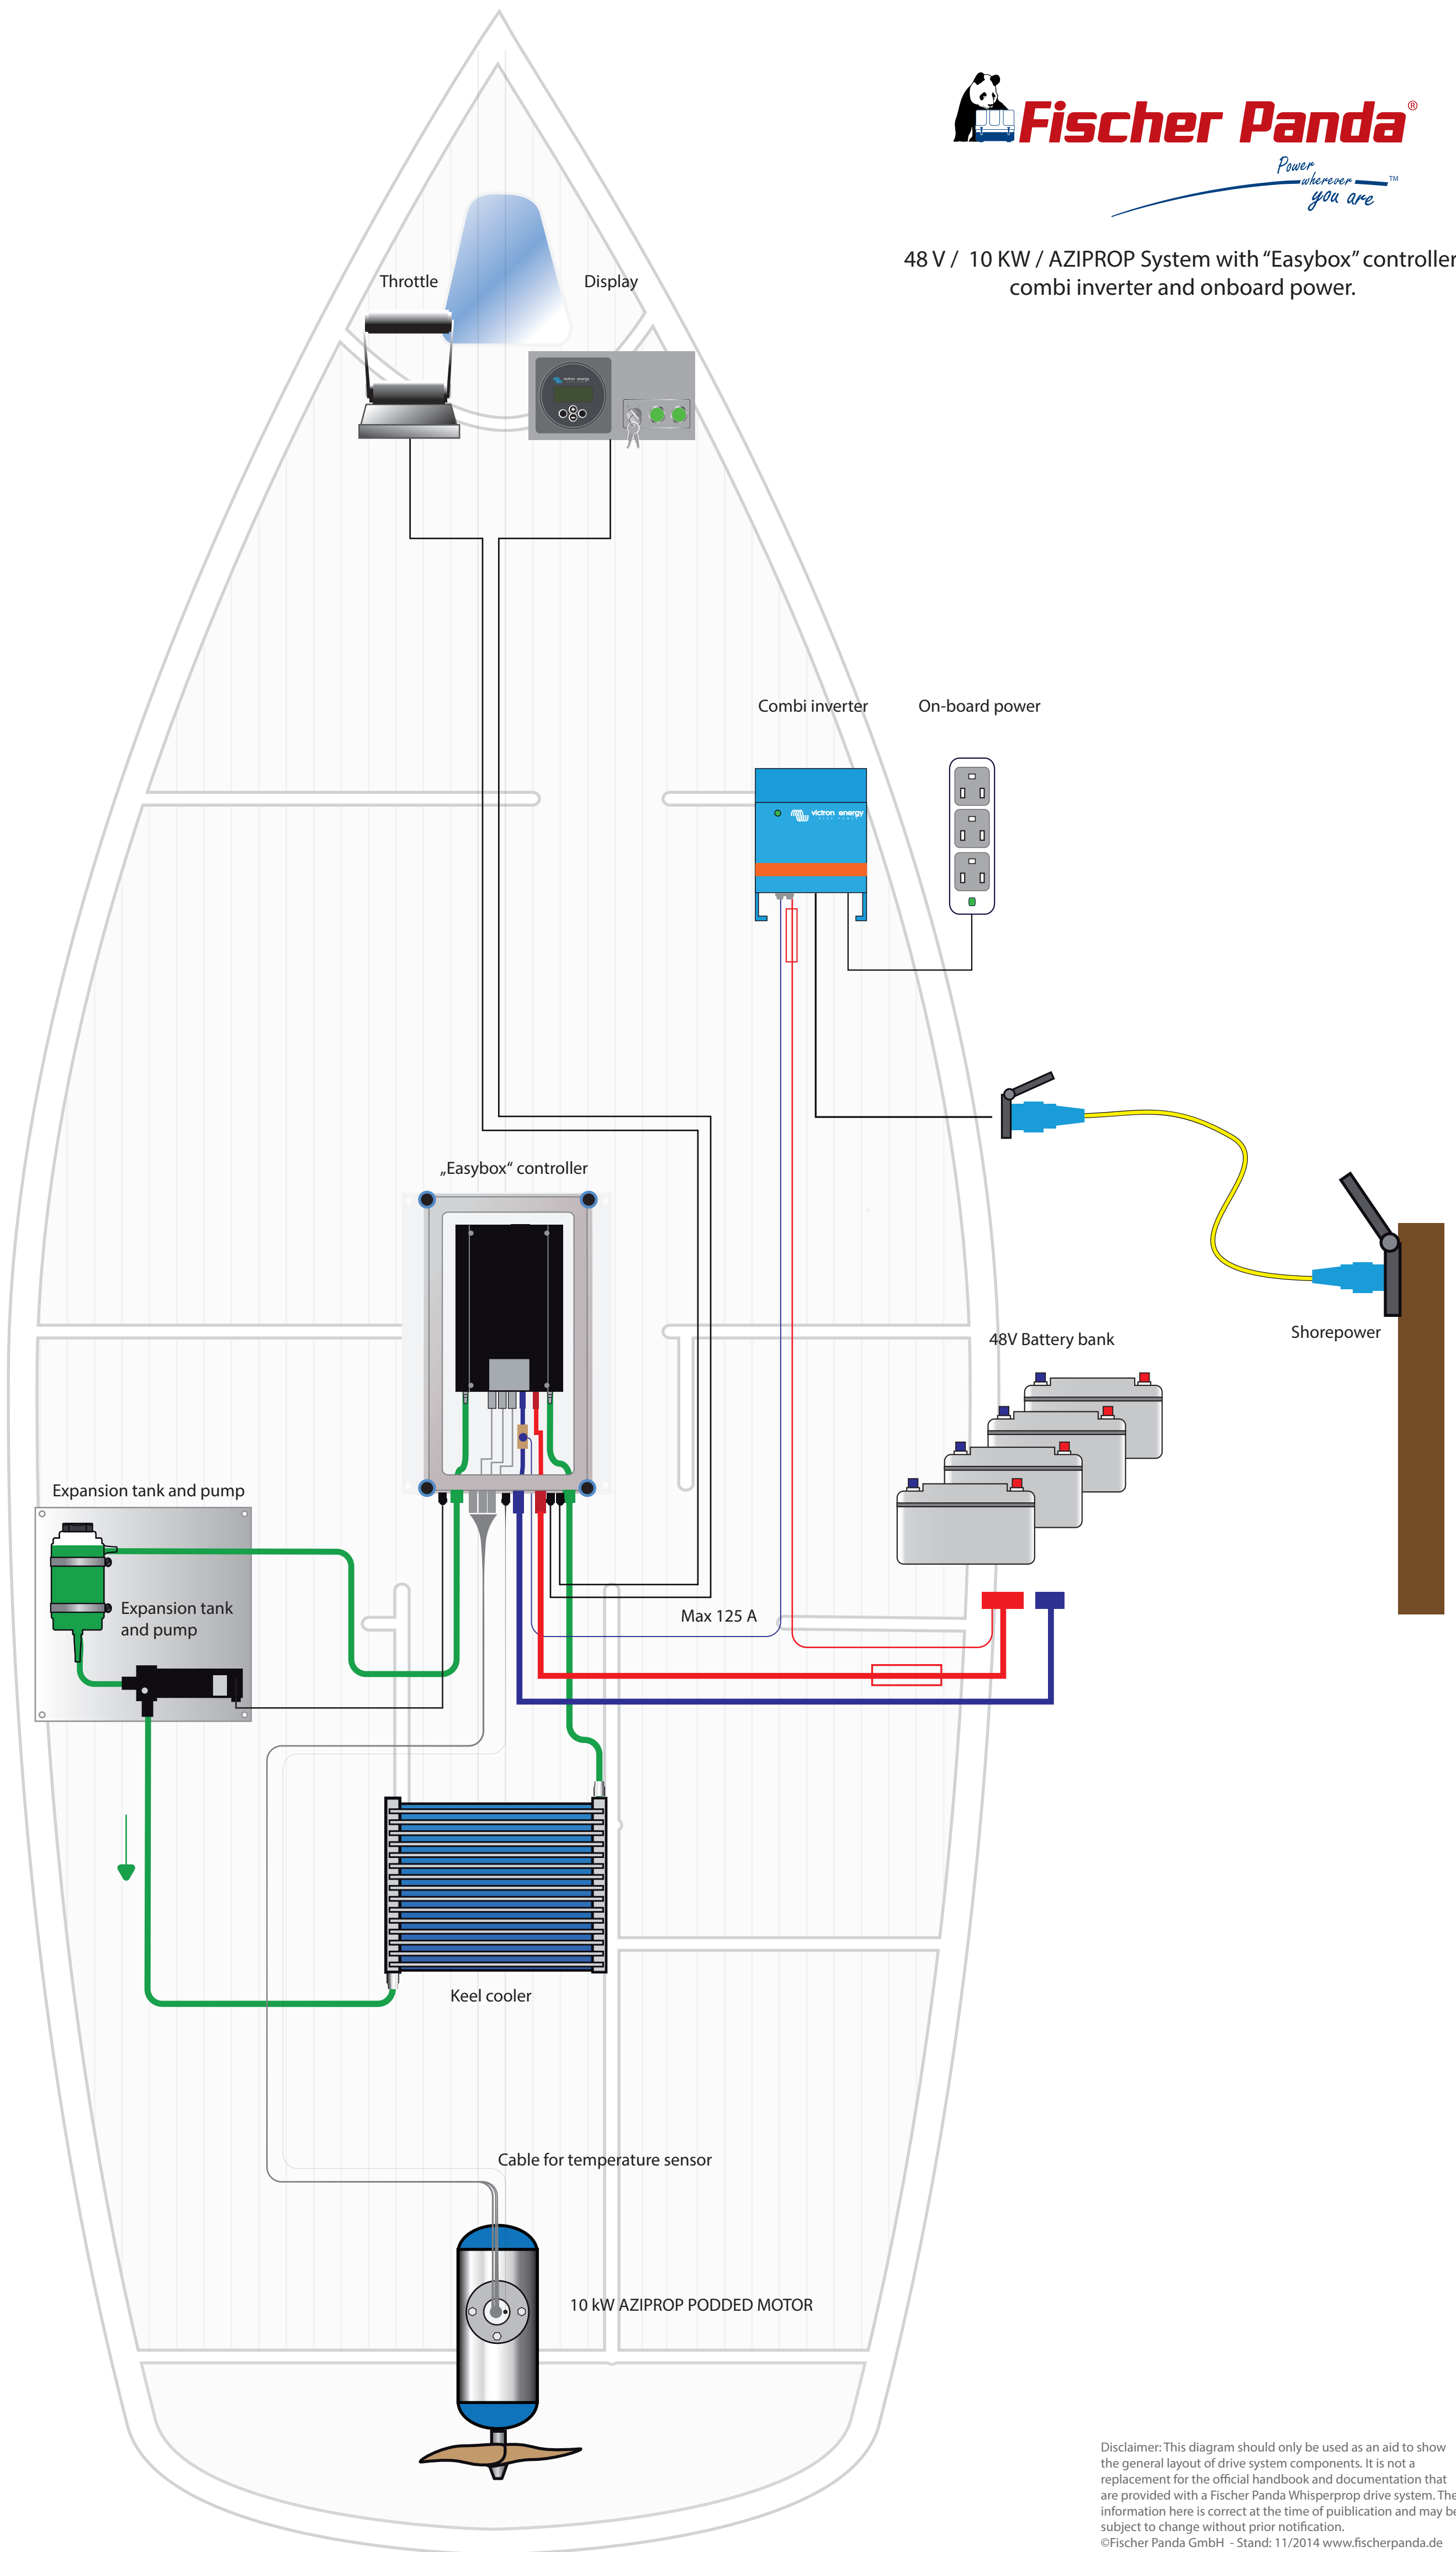 Fischer Panda®
Power
wherever
you are
TM
48 V / 10 KW / AZIPROP System with “Easybox” controller
combi inverter and onboard power.
Throttle
Display
victron energy
Combi inverter
On-board power
victron energy
BLUE POWER
„Easybox“ controller
Shorepower
48V Battery bank
Expansion tank and pump
Expansion tank
and pump
Max 125 A
Keel cooler
Cable for temperature sensor
10 kW AZIPROP PODDED MOTOR
Disclaimer: This diagram should only be used as an aid to show
the general layout of drive system components. It is not a
replacement for the official handbook and documentation that
are provided with a Fischer Panda Whisperprop drive system. The
information here is correct at the time of puiblication and may be
subject to change without prior notification.
©Fischer Panda GmbH - Stand: 11/2014 www.fischerpanda.de